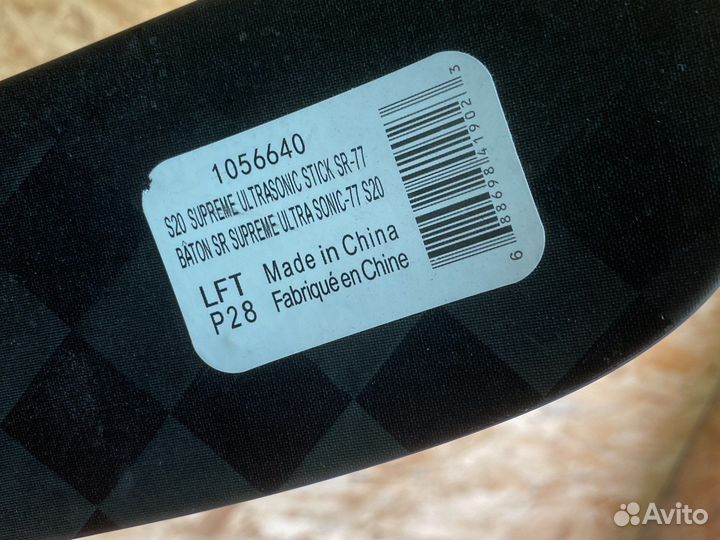 1056640
S20 SUPREME ULTRASONIC STICK SR-77
BÂTON SR SUPREME ULTRA SONIC-77 S20
LFT Made in China
P28 Fabriqué en Chine
6 88698 41902 3
Avito